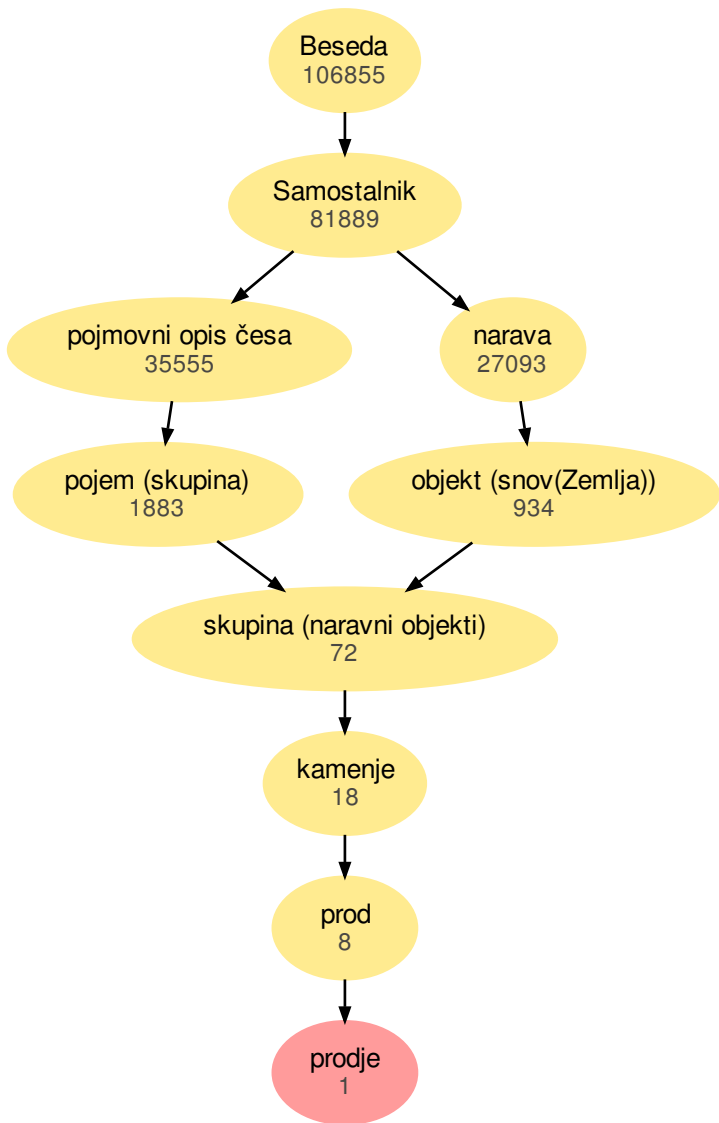 Beseda
106855
Samostalnik
81889
pojmovni opis česa
35555
narava
27093
pojem (skupina)
1883
objekt (snov(Zemlja))
934
skupina (naravni objekti)
72
kamenje
18
prod
8
prodje
1